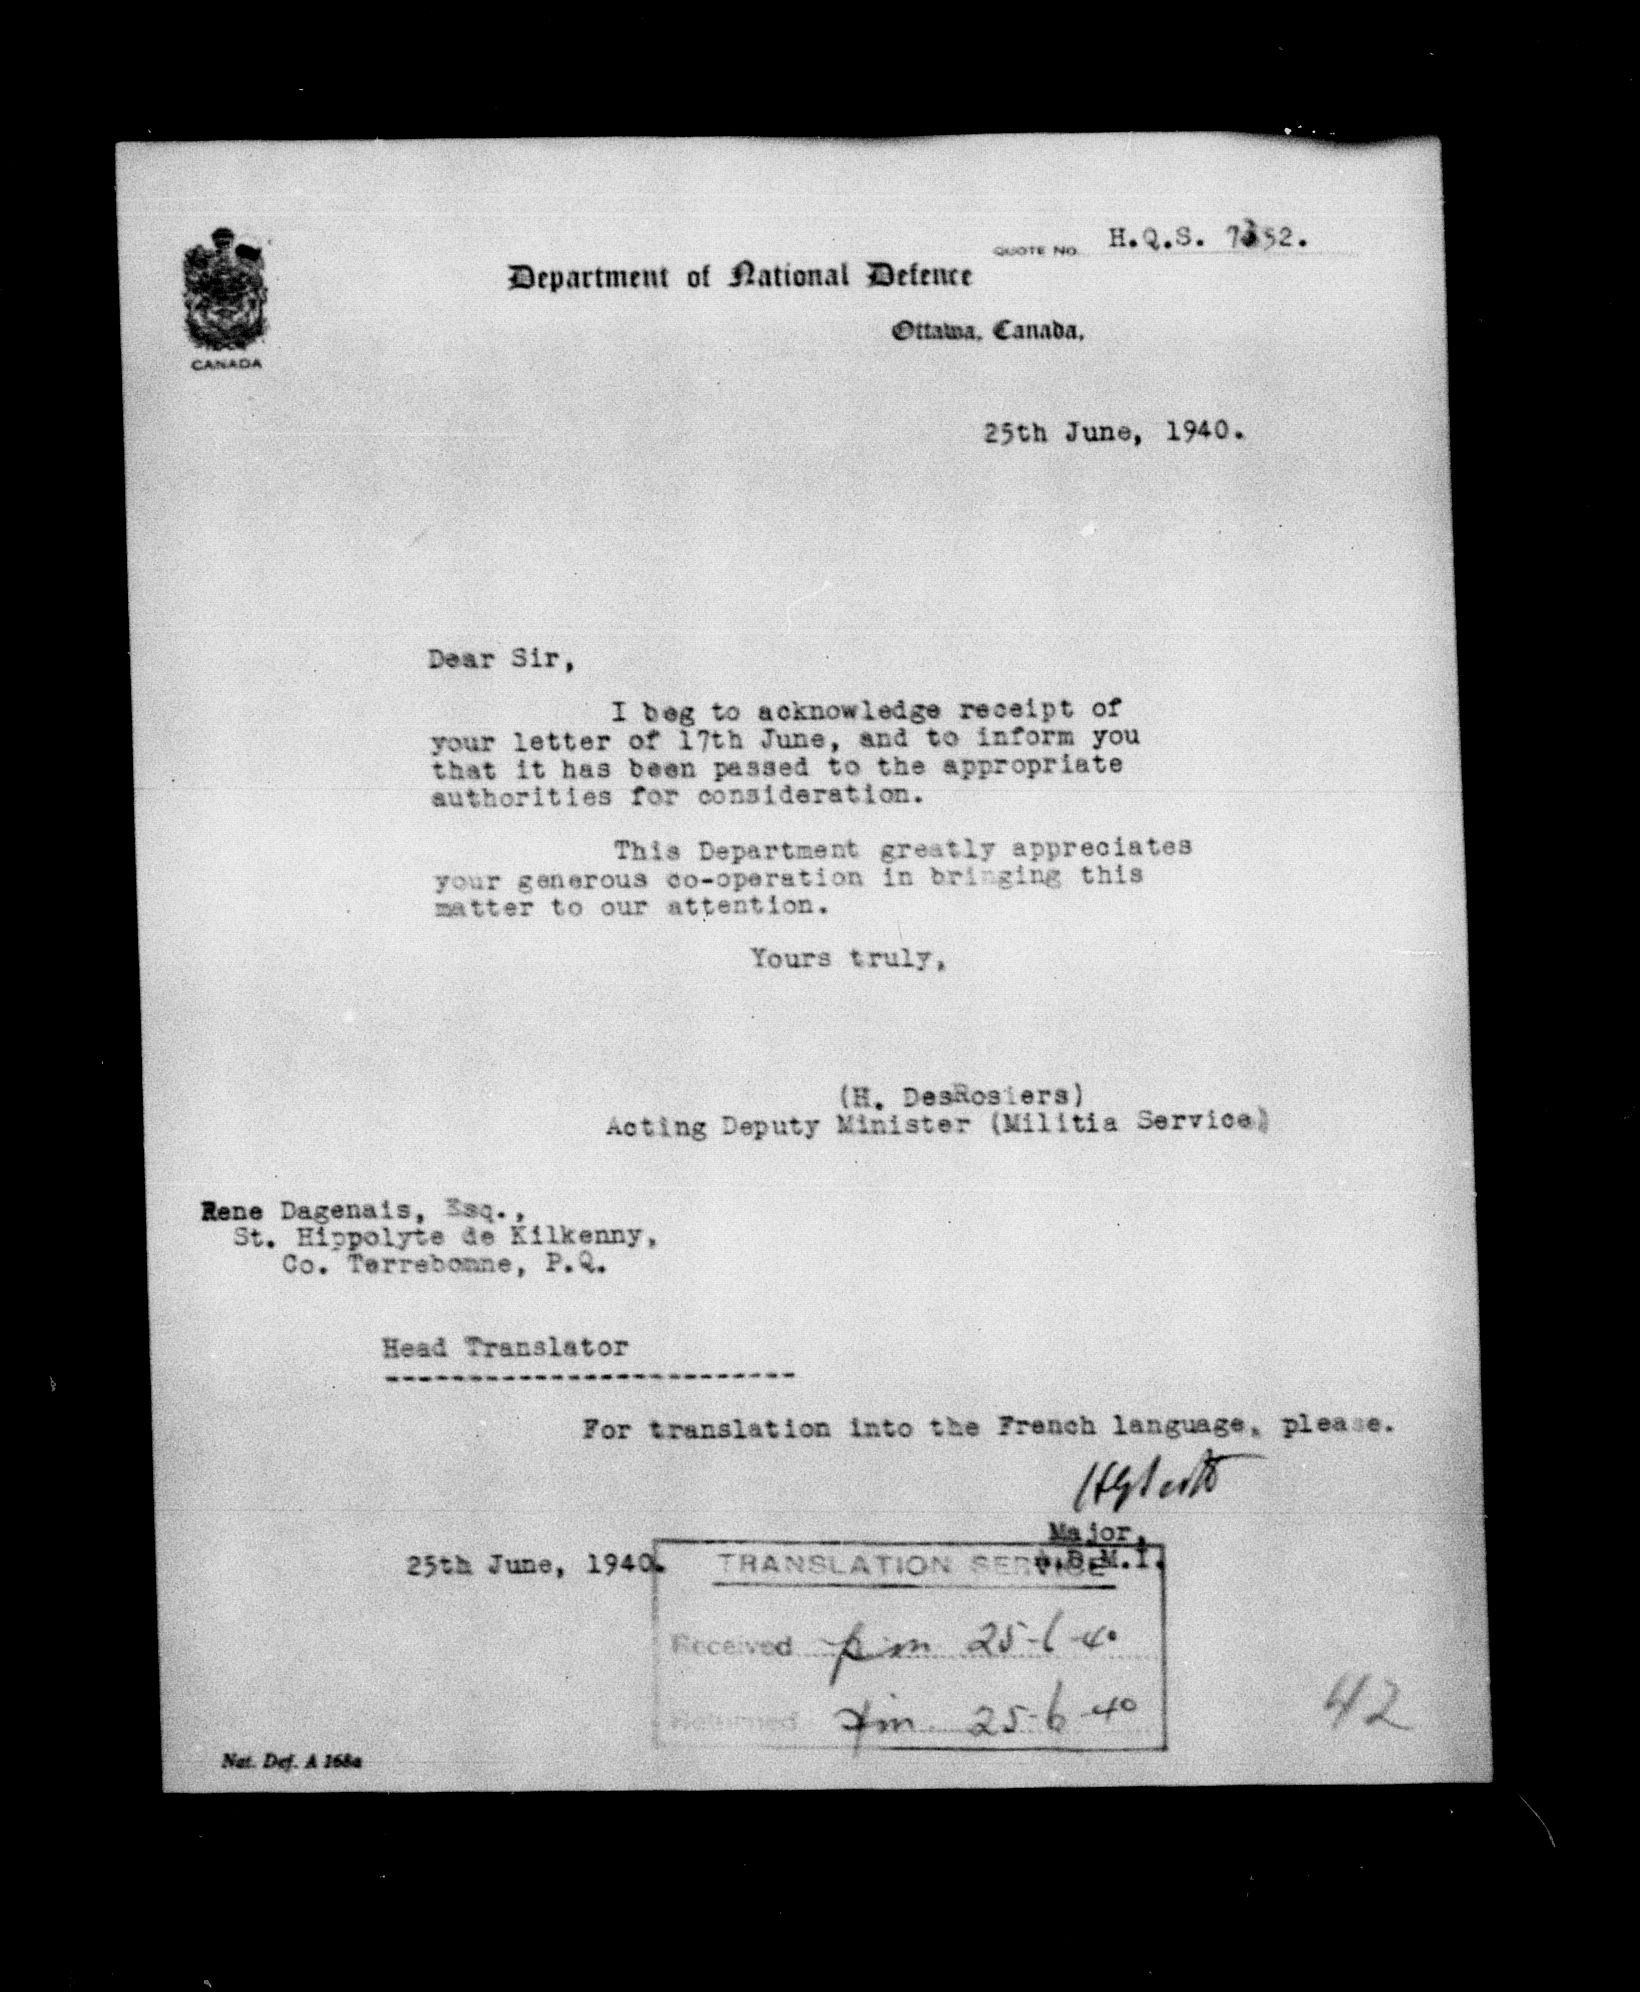 QUOTE NO. H.Q.S.
Department of National Defence
Ottawa, Canada,
CANADA
25th June, 1940.
Dear Sir,
I beg to acknowledge receipt of
your letter of 17th June, and to inform you
that it has been passed to the appropriate
authorities for consideration.
This Department greatly appreciates
your generous co-operation in bringing this
matter to our attention.
Yours truly,
(H. DesRosiers)
Acting Deputy Minister (Militia Service)
Rene Dagenais, Esq.,
St. Hippolyte de Kilkenny,
Co. Terrebonne, P.Q.
Head Translator
-------------------------
For translation into the French language, please.
Major,
25th June, 1940.
TRANSLATION SERVICE
Received pm 25-6-40
Returned 25-6-40
42
Nat. Def. A 168a